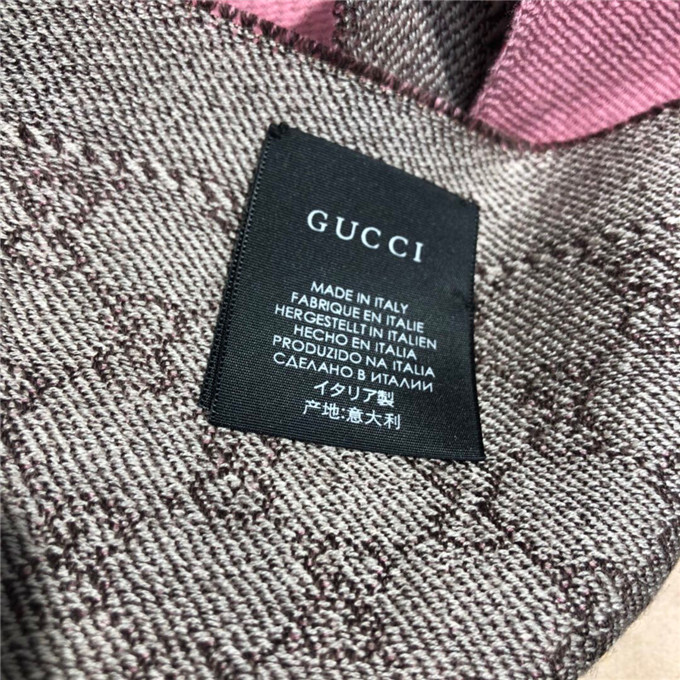 GUCCI
MADE IN ITALY
FABRIQUE EN ITALIE
HERGESTELLT IN ITALIEN
HECHO EN ITALIA
PRODUZIDO NA ITALIA
СДЕЛАНО В ИТАЛИИ
イタリア製
产地:意大利